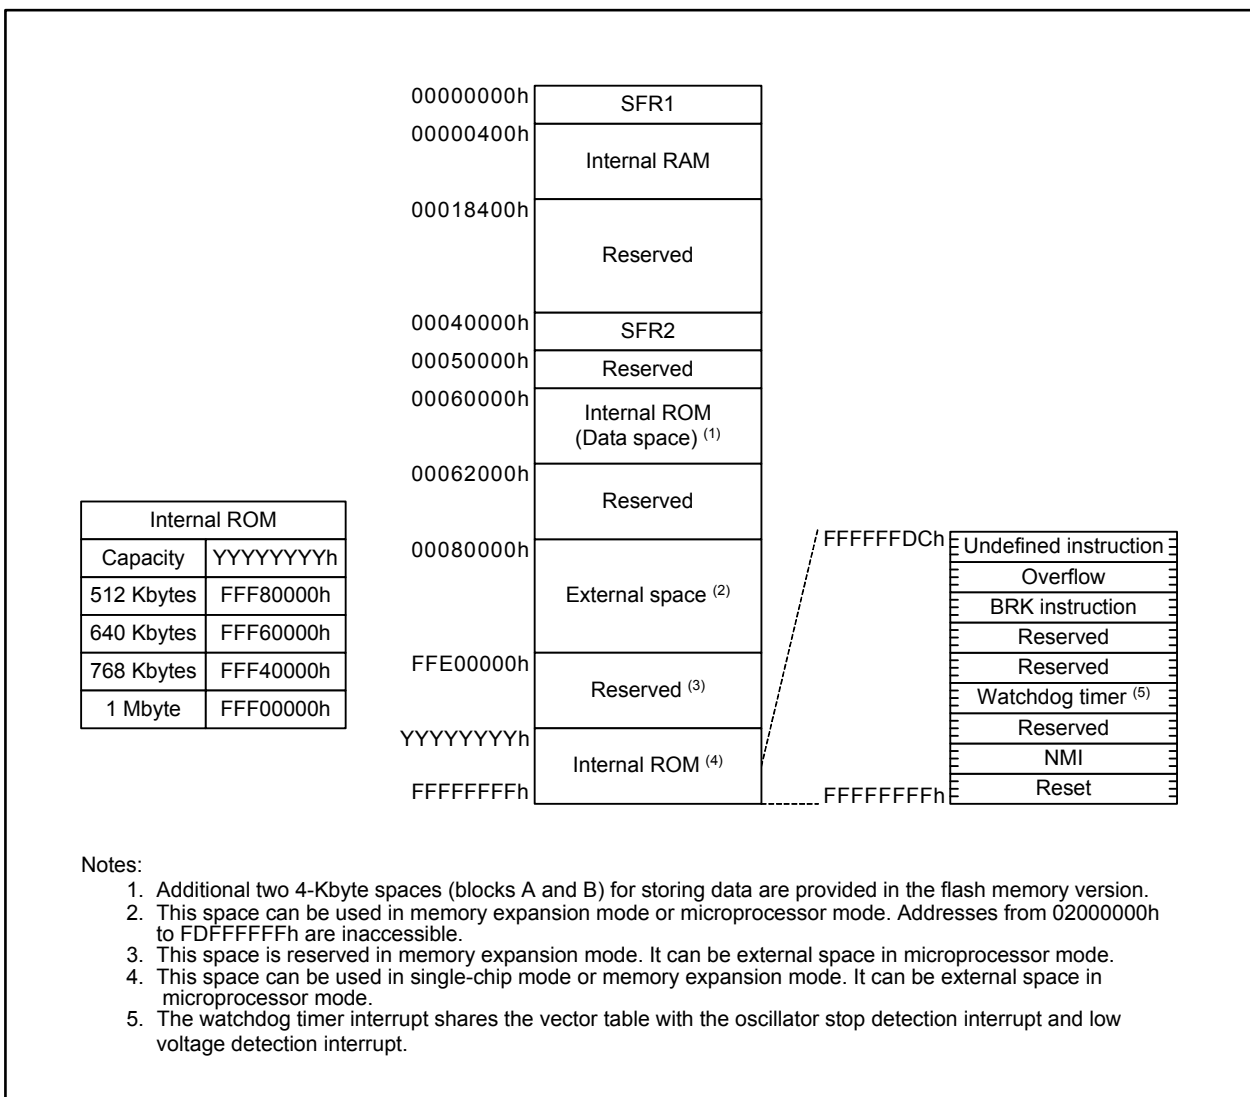 00000000h
SFR1
00000400h
Internal RAM
00018400h
Reserved
00040000h
SFR2
00050000h
Reserved
00060000h
Internal ROM
(Data space) (1)
00062000h
Reserved
00080000h
External space (2)
FFE00000h
Reserved (3)
YYYYYYYYh
Internal ROM (4)
FFFFFFFFh
Internal ROM
Capacity YYYYYYYYh
512 Kbytes FFF80000h
640 Kbytes FFF60000h
768 Kbytes FFF40000h
1 Mbyte FFF00000h
FFFFFFDCh
Undefined instruction
Overflow
BRK instruction
Reserved
Reserved
Watchdog timer (5)
Reserved
NMI
Reset
FFFFFFFFh
Notes:
1. Additional two 4-Kbyte spaces (blocks A and B) for storing data are provided in the flash memory version.
2. This space can be used in memory expansion mode or microprocessor mode. Addresses from 02000000h
to FDFFFFFFh are inaccessible.
3. This space is reserved in memory expansion mode. It can be external space in microprocessor mode.
4. This space can be used in single-chip mode or memory expansion mode. It can be external space in
microprocessor mode.
5. The watchdog timer interrupt shares the vector table with the oscillator stop detection interrupt and low
voltage detection interrupt.